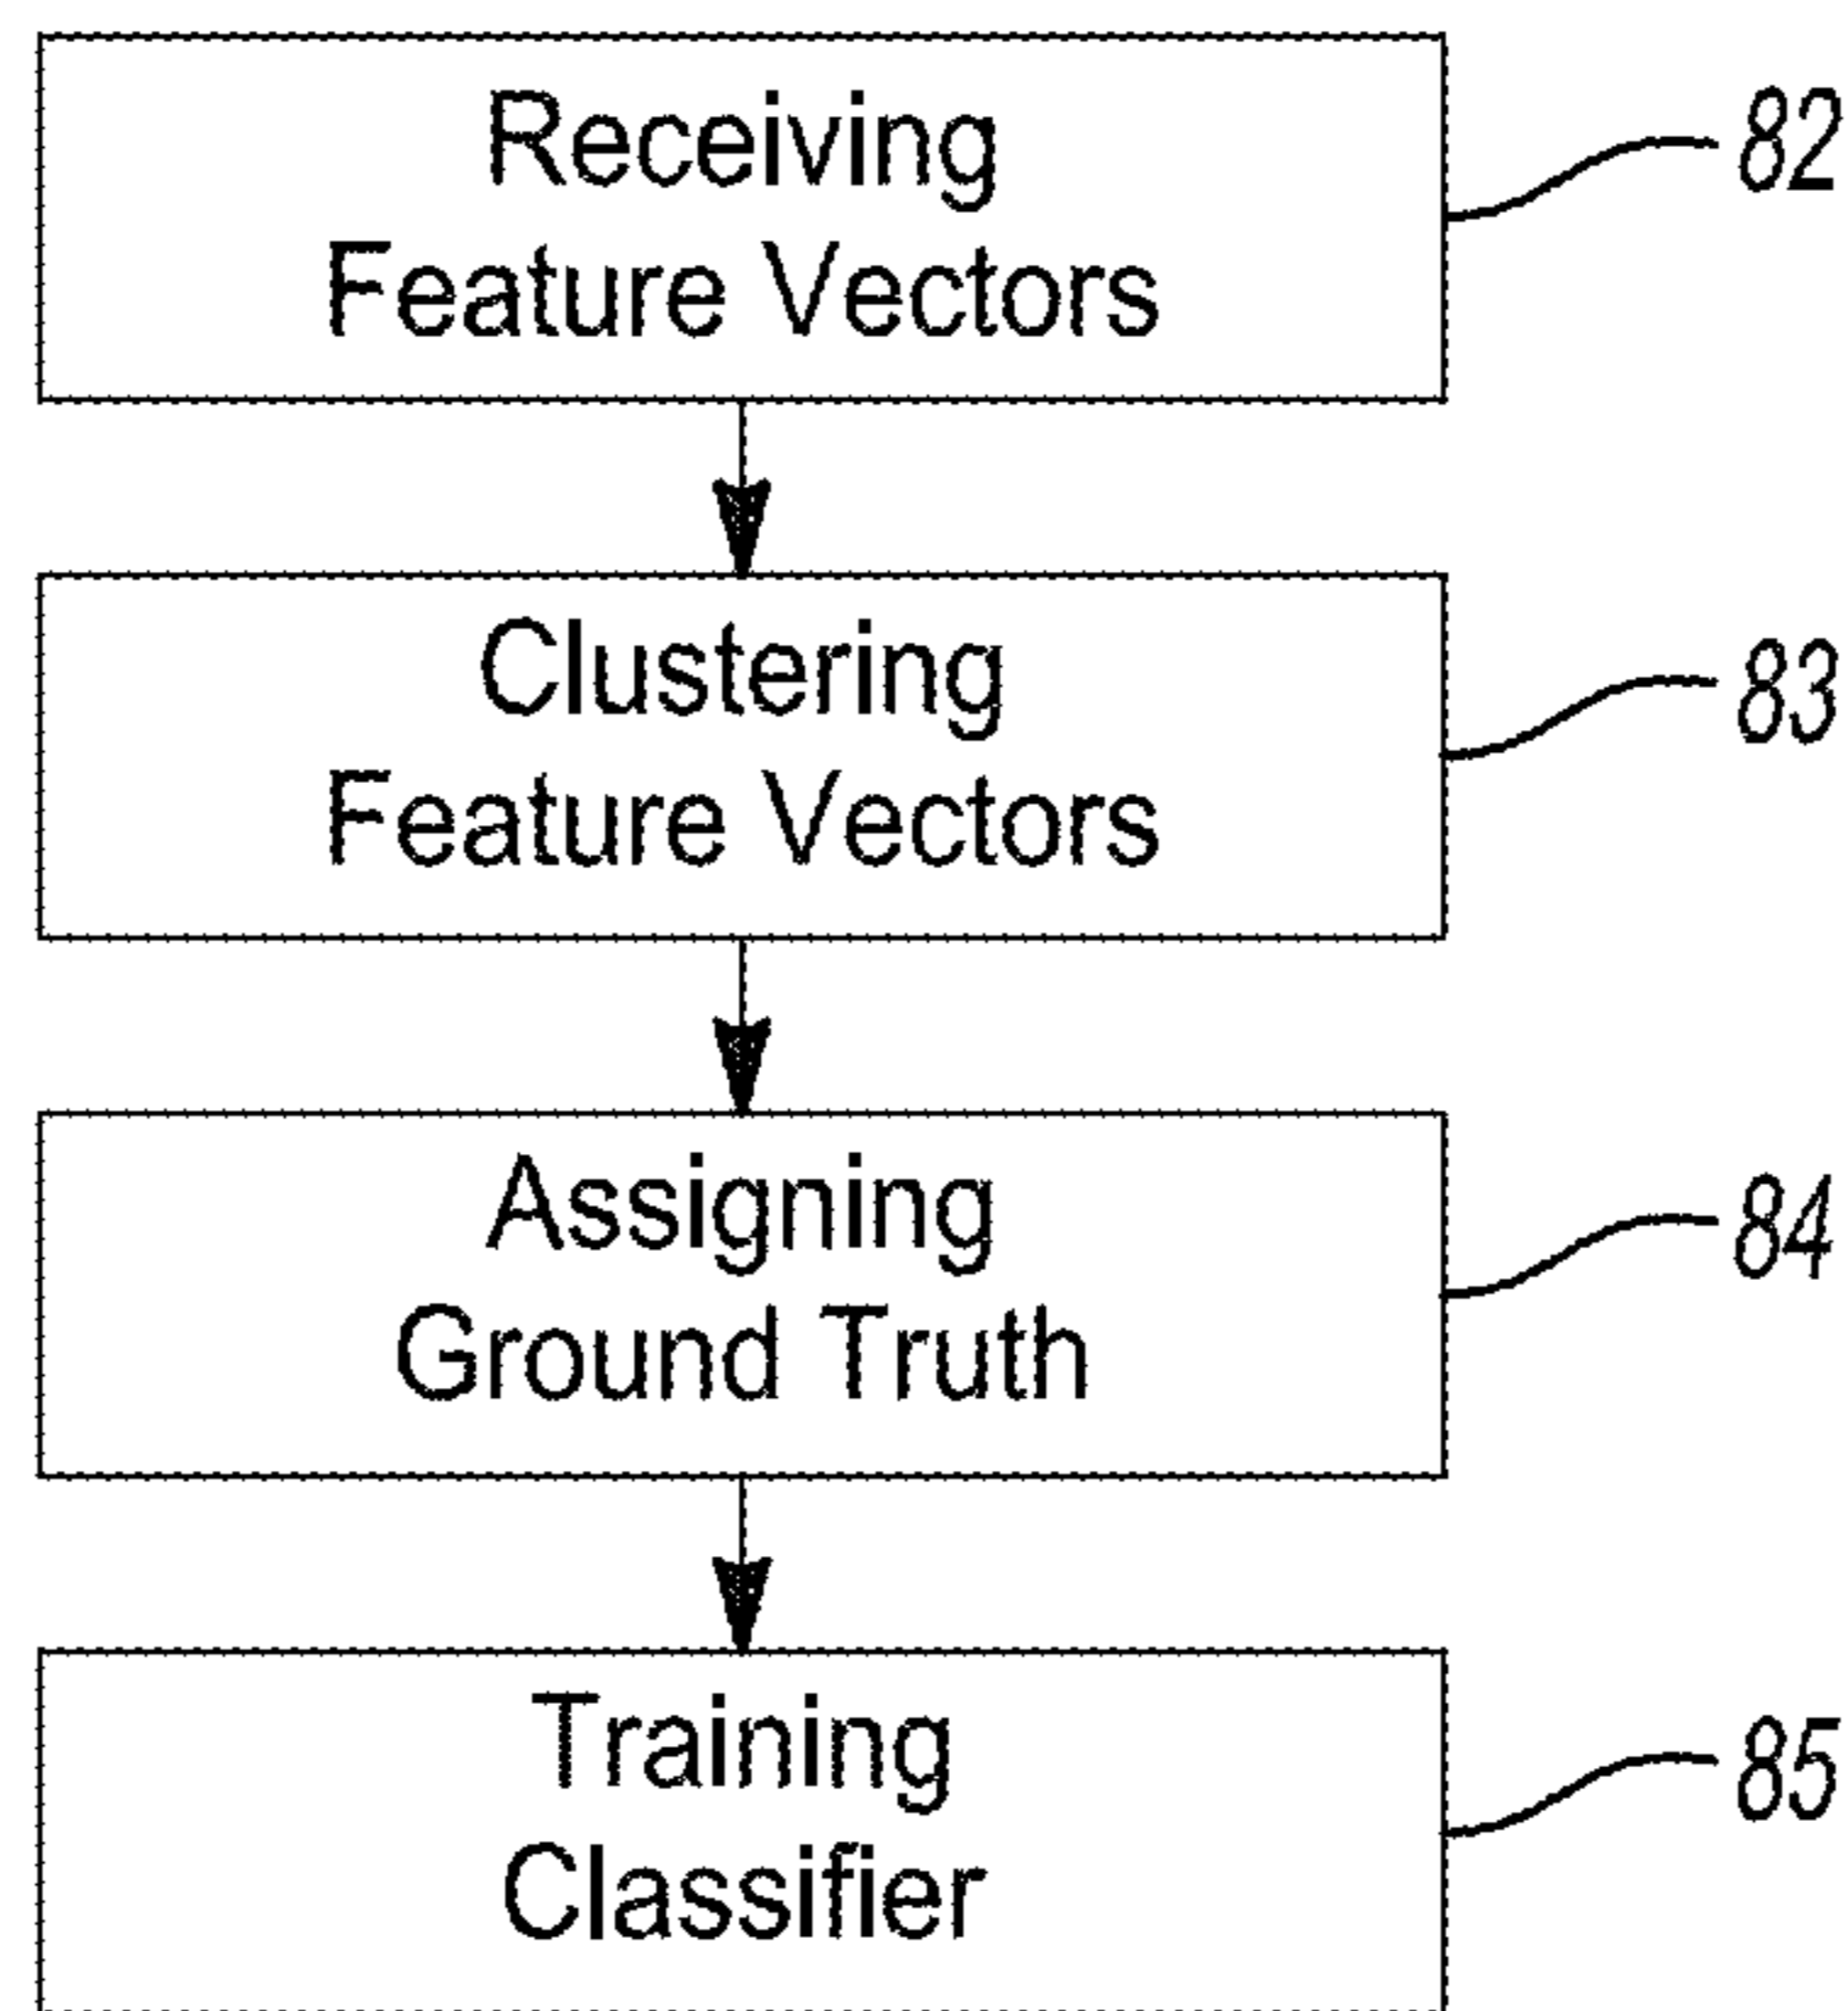 Receiving
Feature Vectors
82
Clustering
Feature Vectors
83
Assigning
Ground Truth
84
Training
Classifier
85